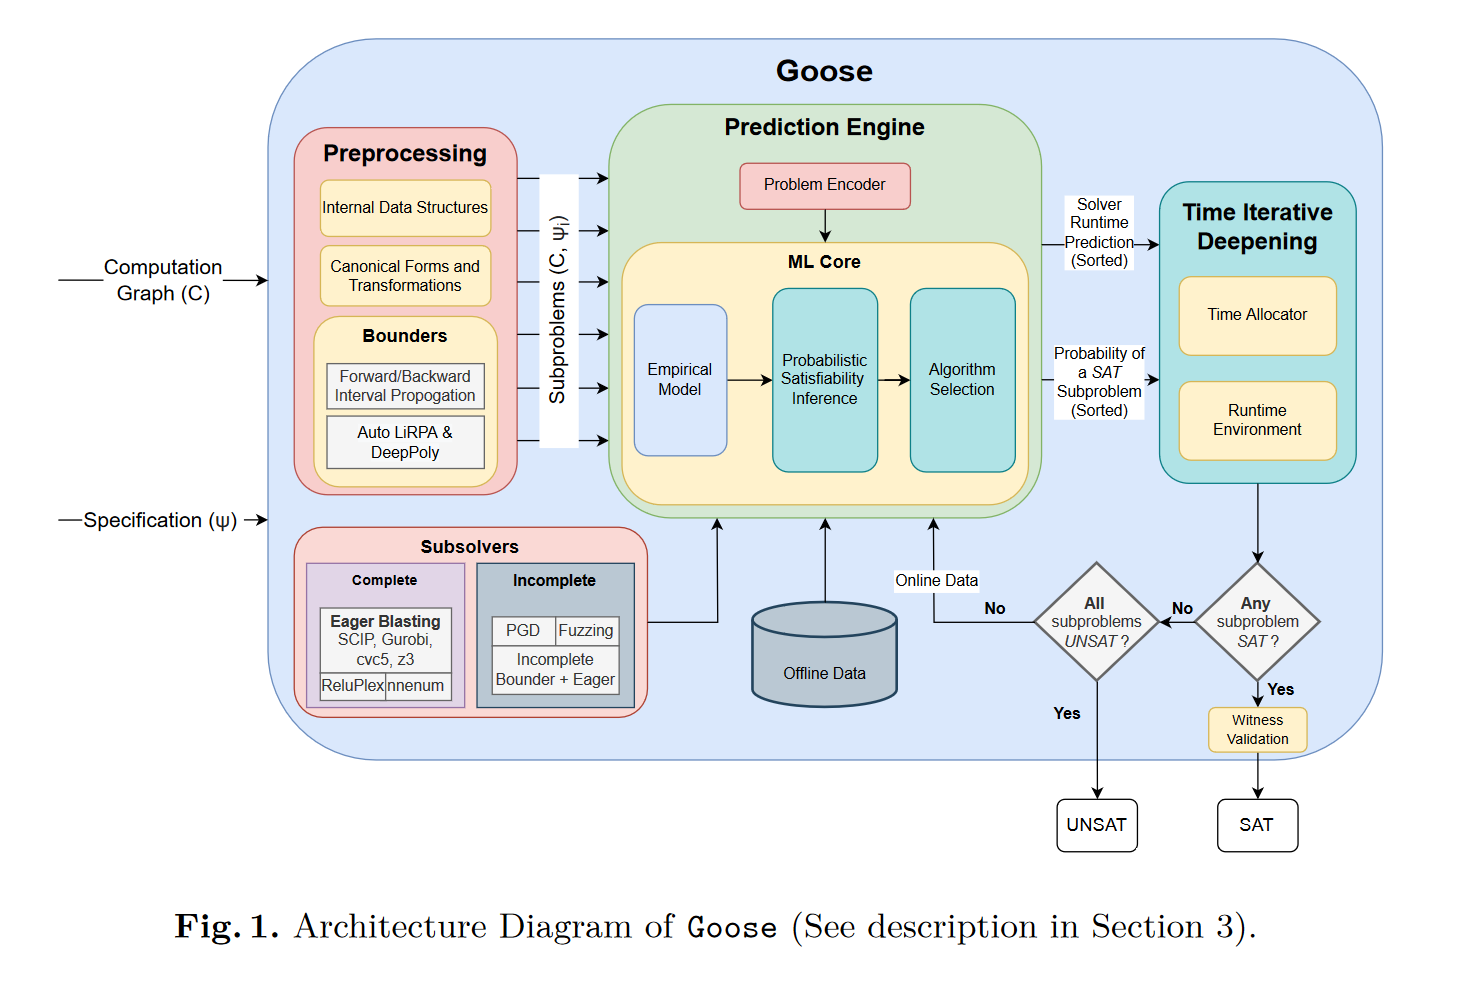 Goose
Preprocessing
Internal Data Structures
Canonical Forms and
Transformations
Bounders
Forward/Backward
Interval Propogation
Auto LiRPA &
DeepPoly
Computation
Graph (C)
Specification (ψ)
Subproblems (C, ψi)
Prediction Engine
Problem Encoder
ML Core
Empirical
Model
Probabilistic
Satisfiability
Inference
Algorithm
Selection
Solver
Runtime
Prediction
(Sorted)
Probability of
a SAT
Subproblem
(Sorted)
Time Iterative
Deepening
Time Allocator
Runtime
Environment
Subsolvers
Complete
Eager Blasting
SCIP, Gurobi,
cvc5, z3
ReluPlex
nnenum
Incomplete
PGD
Fuzzing
Incomplete
Bounder + Eager
Offline Data
Online Data
No
All
subproblems
UNSAT ?
No
Any
subproblem
SAT ?
Yes
Yes
Witness
Validation
UNSAT
SAT
Fig. 1. Architecture Diagram of Goose (See description in Section 3).